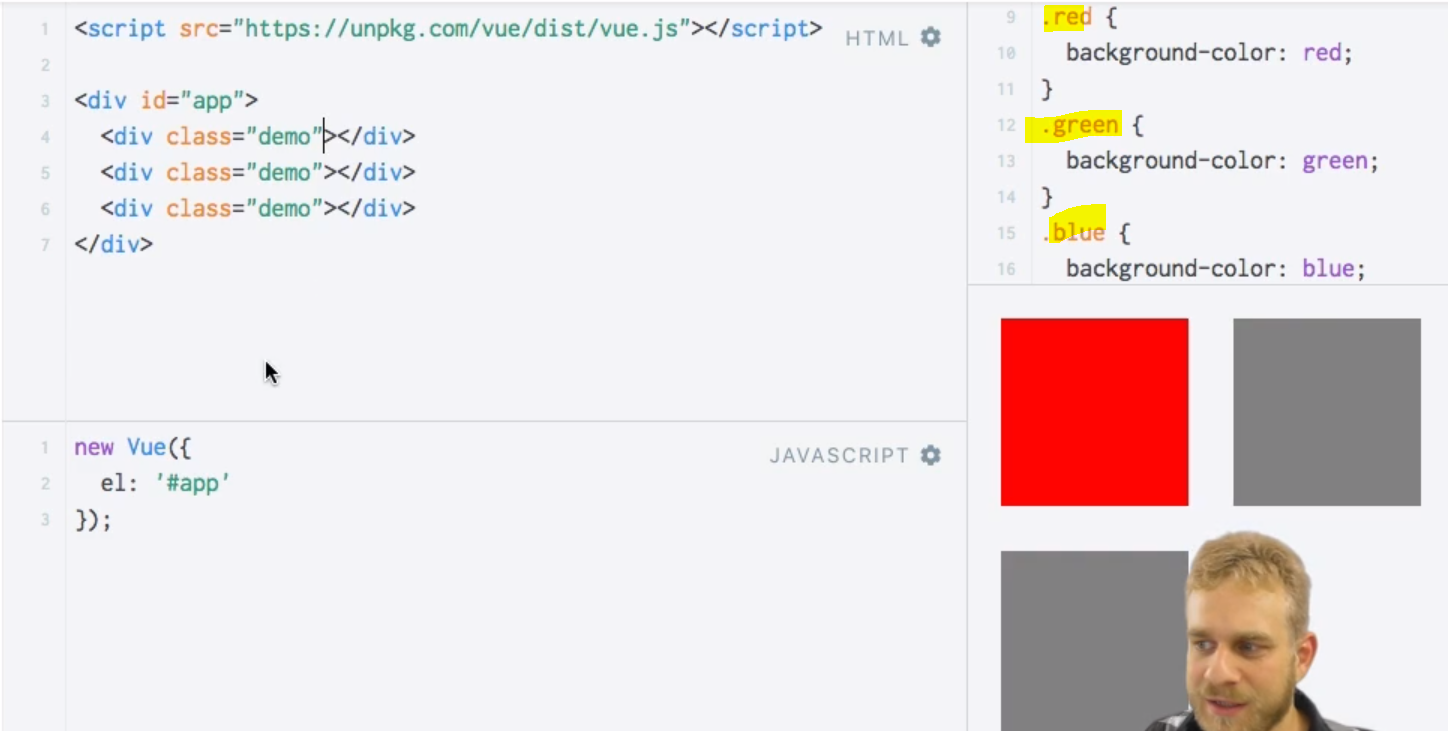 1 <script src="https://unpkg.com/vue/dist/vue.js"></script>
HTML
2
3 <div id="app">
4   <div class="demo"></div>
5   <div class="demo"></div>
6   <div class="demo"></div>
7 </div>
1 new Vue({
JAVASCRIPT
2   el: '#app'
3 });
9 .red {
10   background-color: red;
11 }
12 .green {
13   background-color: green;
14 }
15 .blue {
16   background-color: blue;